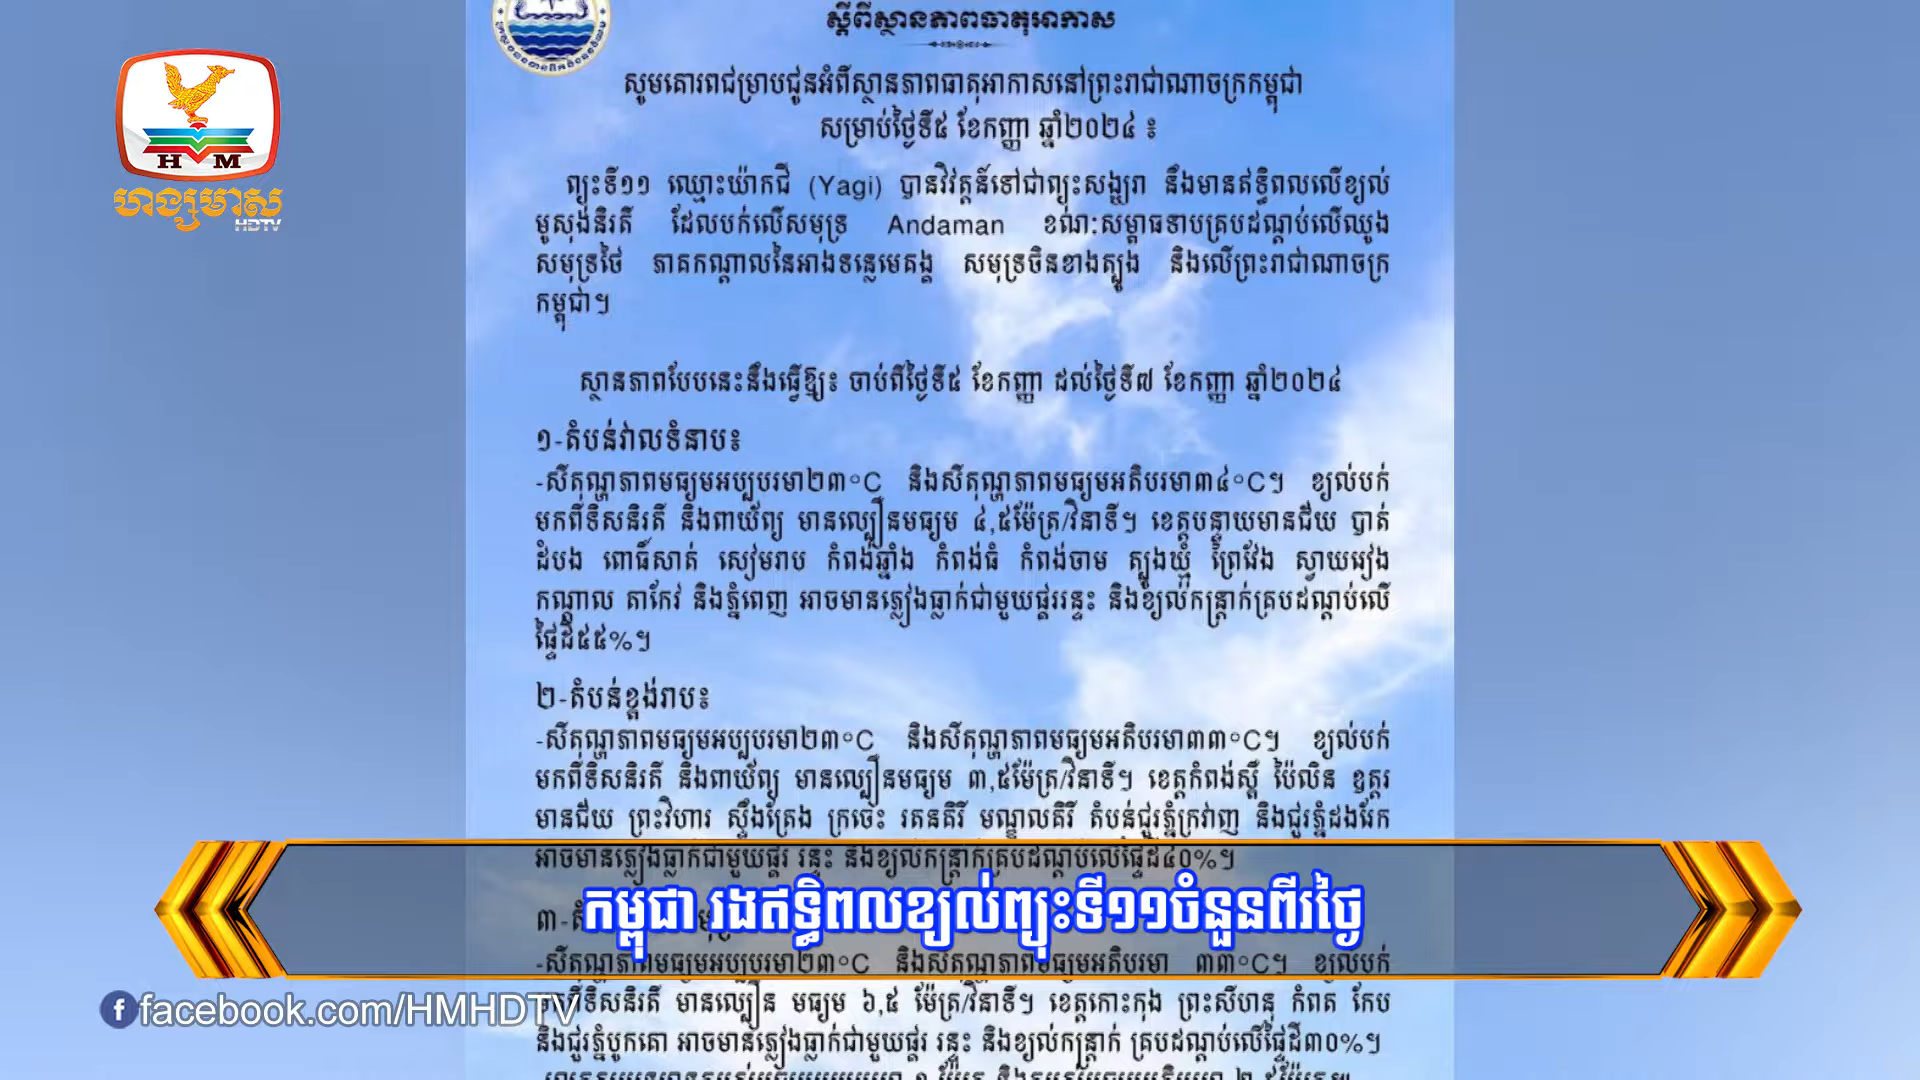 ស្តីពីស្ថានភាពធាតុអាកាស
សូមគោរពជម្រាបជូនអំពីស្ថានភាពធាតុអាកាសនៅព្រះរាជាណាចក្រកម្ពុជា
សម្រាប់ថ្ងៃទី៥ ខែកញ្ញា ឆ្នាំ២០២៤ ៖
ព្យុះទី១១ ឈ្មោះយ៉ាកជី (Yagi) បានវិវត្តន៍ទៅជាព្យុះសង្ឃរា នឹងមានឥទ្ធិពលលើខ្យល់
មូសុងនិរតី ដែលបក់លើសមុទ្រ Andaman ខណៈសម្ពាធទាបគ្របដណ្តប់លើឈូង
សមុទ្រថៃ ភាគកណ្តាលនៃអាងទន្លេមេគង្គ សមុទ្រចិនខាងត្បូង និងលើព្រះរាជាណាចក្រ
កម្ពុជា។
ស្ថានភាពបែបនេះនឹងធ្វើឱ្យ៖ ចាប់ពីថ្ងៃទី៥ ខែកញ្ញា ដល់ថ្ងៃទី៧ ខែកញ្ញា ឆ្នាំ២០២៤
១-តំបន់វាលទំនាប៖
-សីតុណ្ហភាពមធ្យមអប្បបរមា២៣°C និងសីតុណ្ហភាពមធ្យមអតិបរមា៣៤°C។ ខ្យល់បក់
មកពីទិសនិរតី និងពាយ័ព្យ មានល្បឿនមធ្យម ៤,៥ម៉ែត្រ/វិនាទី។ ខេត្តបន្ទាយមានជ័យ បាត់
ដំបង ពោធិ៍សាត់ សៀមរាប កំពង់ឆ្នាំង កំពង់ធំ កំពង់ចាម ត្បូងឃ្មុំ ព្រៃវែង ស្វាយរៀង
កណ្តាល តាកែវ និងភ្នំពេញ អាចមានភ្លៀងធ្លាក់ជាមួយផ្គររន្ទះ និងខ្យល់កន្ត្រាក់គ្របដណ្តប់លើ
ផ្ទៃដី៥៥%។
២-តំបន់ខ្ពង់រាប៖
-សីតុណ្ហភាពមធ្យមអប្បបរមា២៣°C និងសីតុណ្ហភាពមធ្យមអតិបរមា៣៣°C។ ខ្យល់បក់
មកពីទិសនិរតី និងពាយ័ព្យ មានល្បឿនមធ្យម ៣,៥ម៉ែត្រ/វិនាទី។ ខេត្តកំពង់ស្ពឺ ប៉ៃលិន ឧត្តរ
មានជ័យ ព្រះវិហារ ស្ទឹងត្រែង ក្រចេះ រតនគិរី មណ្ឌលគិរី តំបន់ជួរភ្នំក្រវាញ និងជួរភ្នំដងរែក
អាចមានភ្លៀងធ្លាក់ជាមួយផ្គរ រន្ទះ និងខ្យល់កន្ត្រាក់គ្របដណ្តប់លើផ្ទៃដី៤០%។
កម្ពុជា រងឥទ្ធិពលខ្យល់ព្យុះទី១១ចំនួនពីរថ្ងៃ
-សីតុណ្ហភាពមធ្យមអប្បបរមា២៣°C និងសីតុណ្ហភាពមធ្យមអតិបរមា ៣៣°C។ ខ្យល់បក់
ទិសនិរតី មានល្បឿន មធ្យម ៦,៥ ម៉ែត្រ/វិនាទី។ ខេត្តកោះកុង ព្រះសីហនុ កំពត កែប
និងជួរភ្នំបូកគោ អាចមានភ្លៀងធ្លាក់ជាមួយផ្គរ រន្ទះ និងខ្យល់កន្ត្រាក់ គ្របដណ្តប់លើផ្ទៃដី៣០%។
HM
ហង្សមាស
HDTV
facebook.com/HMHDTV